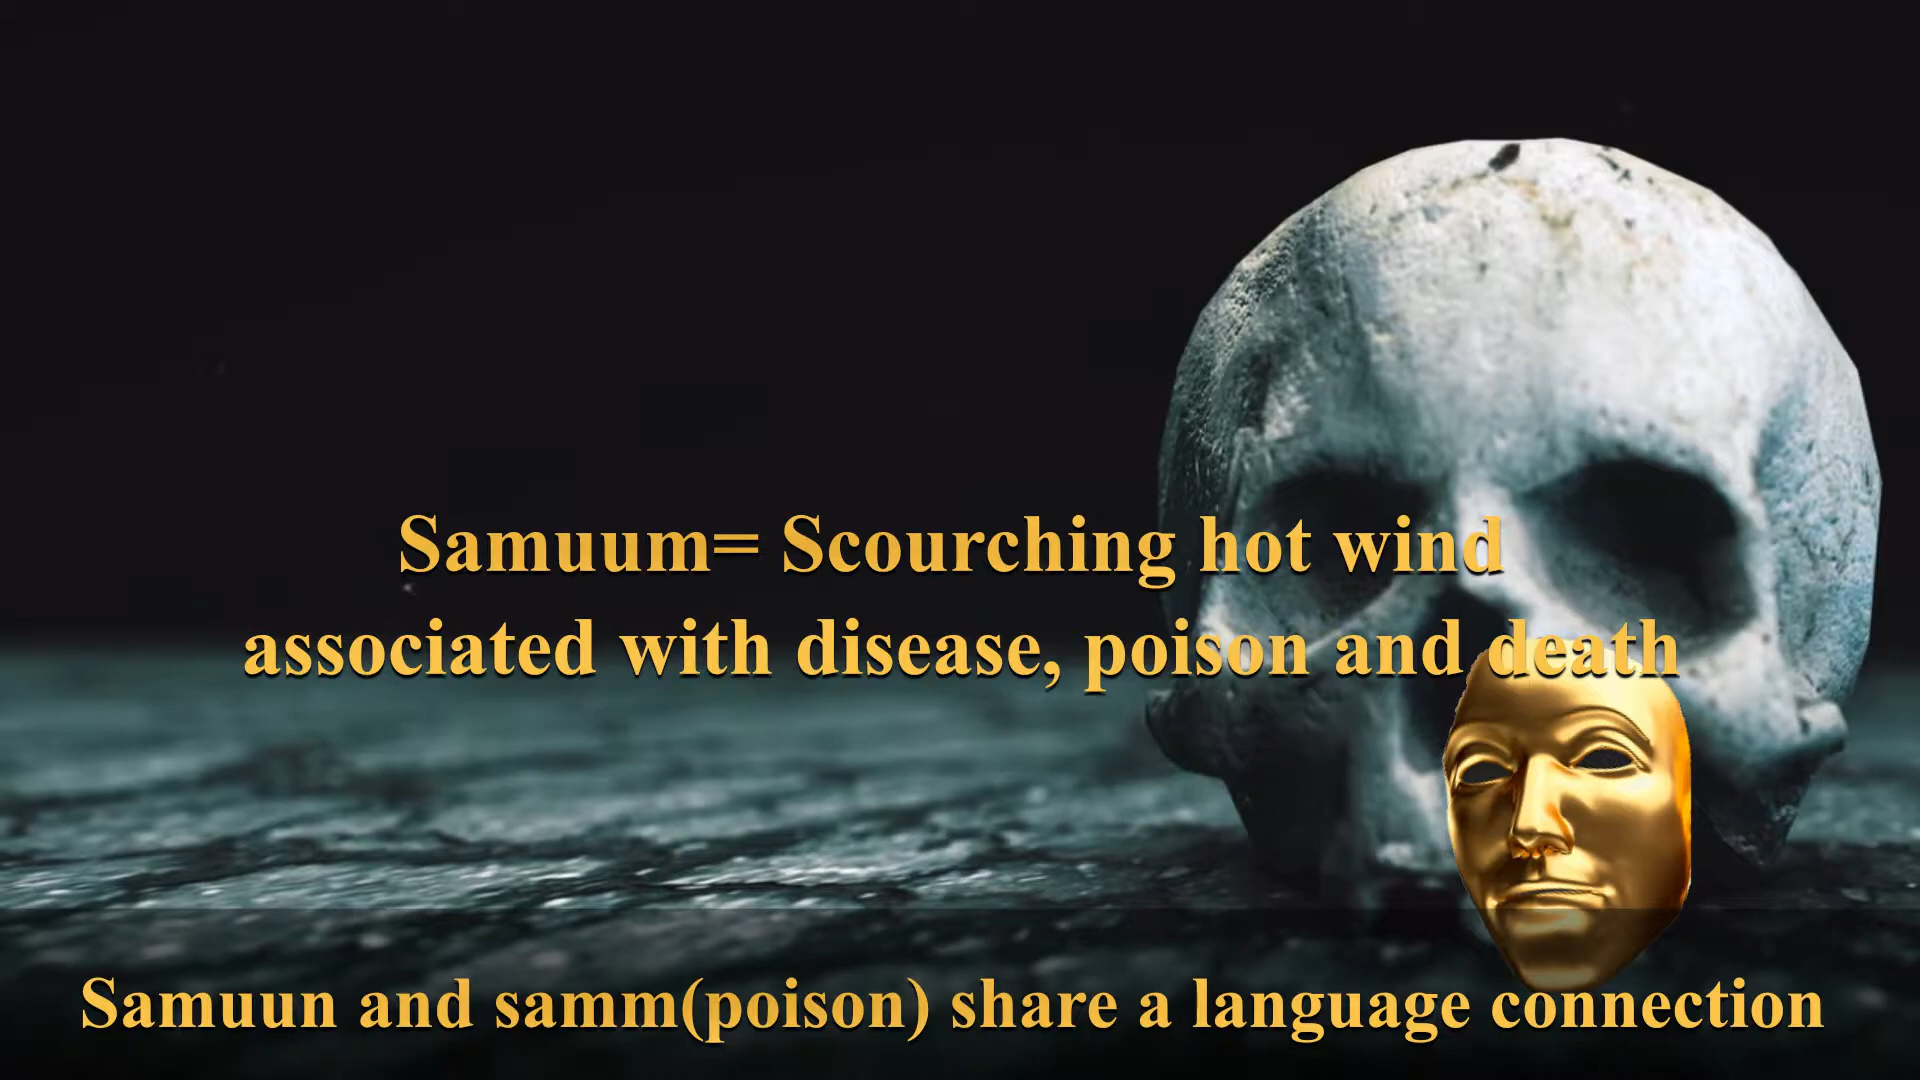 Samuum= Scourching hot wind
associated with disease, poison and death
Samuun and samm(poison) share a language connection